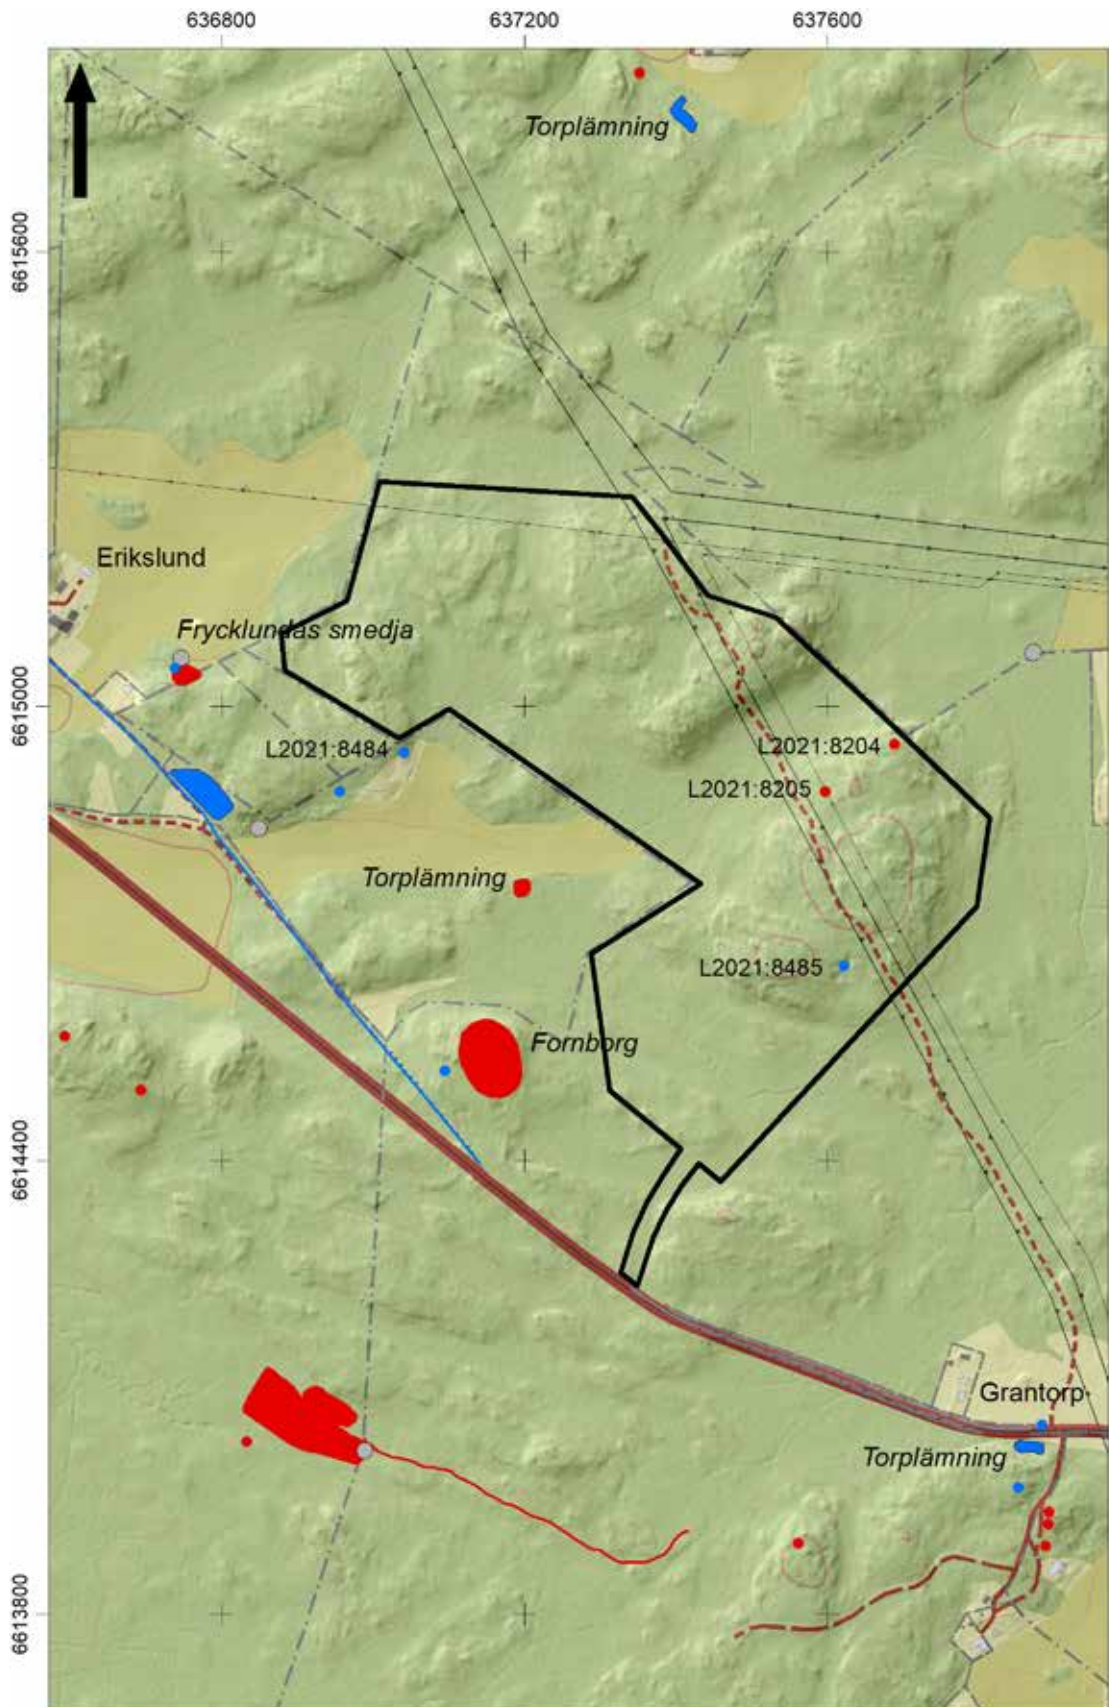 636800
637200
637600
Torplämning
6615600
Erikslund
Frycklundas smedja
6615000
L2021:8484
L2021:8204
L2021:8205
Torplämning
L2021:8485
Fornborg
6614400
Grantorp
Torplämning
6613800